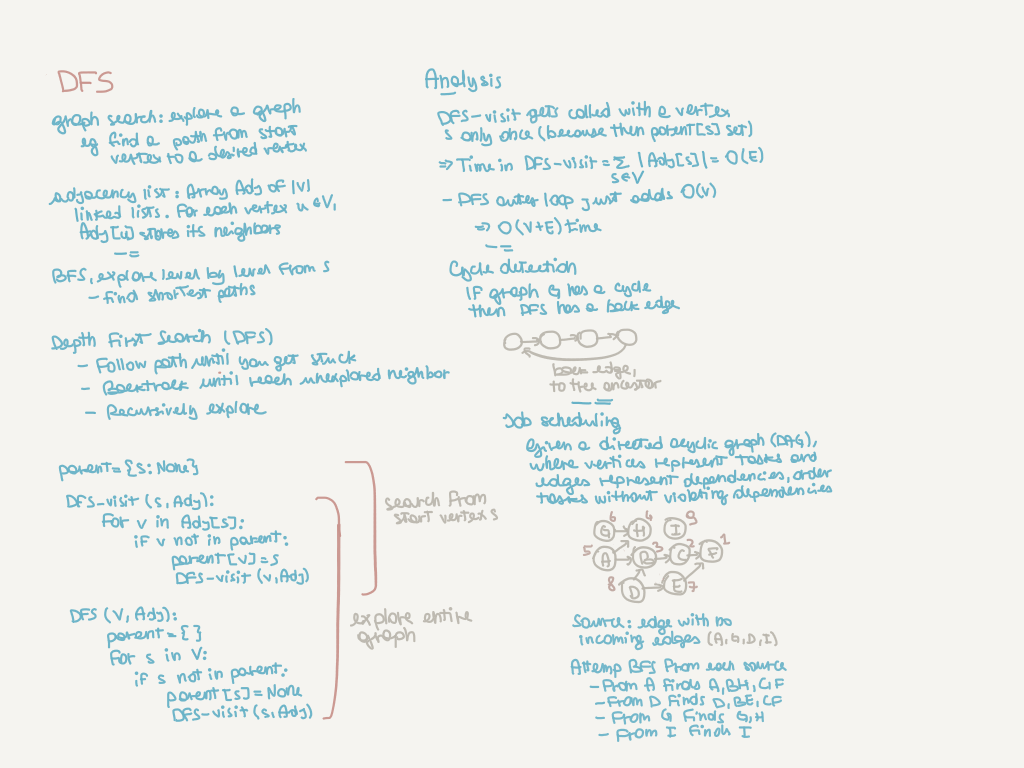 DFS
graph search: explore a graph
eg find a path from start
vertex to a desired vertex
adjacency list: Array Adj of |V|
linked lists. For each vertex u ∈ V,
Adj[u] stores its neighbors
BFS, explore level by level from S
- find shortest paths
Depth First Search (DFS)
- Follow path until you get stuck
- Backtrack until reach unexplored neighbor
- Recursively explore
parent = {s: None}
DFS-visit (s, Adj):
For v in Adj[s]:
if v not in parent:
parent[v] = s
DFS-visit (v, Adj)
search from
start vertex s
DFS (V, Adj):
parent = { }
For s in V:
if s not in parent:
parent[s] = None
DFS-visit (s, Adj)
explore entire
graph
Analysis
DFS-visit gets called with a vertex
s only once (because then parent[s] set)
=> Time in DFS-visit = Σ |Adj[s]| = O(E)
s∈V
- DFS outer loop just adds O(V)
=> O(V+E) time
Cycle detection
IF graph G has a cycle
then DFS has a back edge
back edge,
to tree ancestor
Job scheduling
Given a directed acyclic graph (DAG),
where vertices represent tasks and
edges represent dependencies, order
tasks without violating dependencies
6 4 9
G H I
5 3 2 1
A B C F
8 D E 7
Source: edge with no
incoming edges (A, G, D, I)
Attemp BFS From each source
- From A Finds A, BH, C, F
- From D Finds D, BE, CF
- From G Finds G, H
- From I Finds I